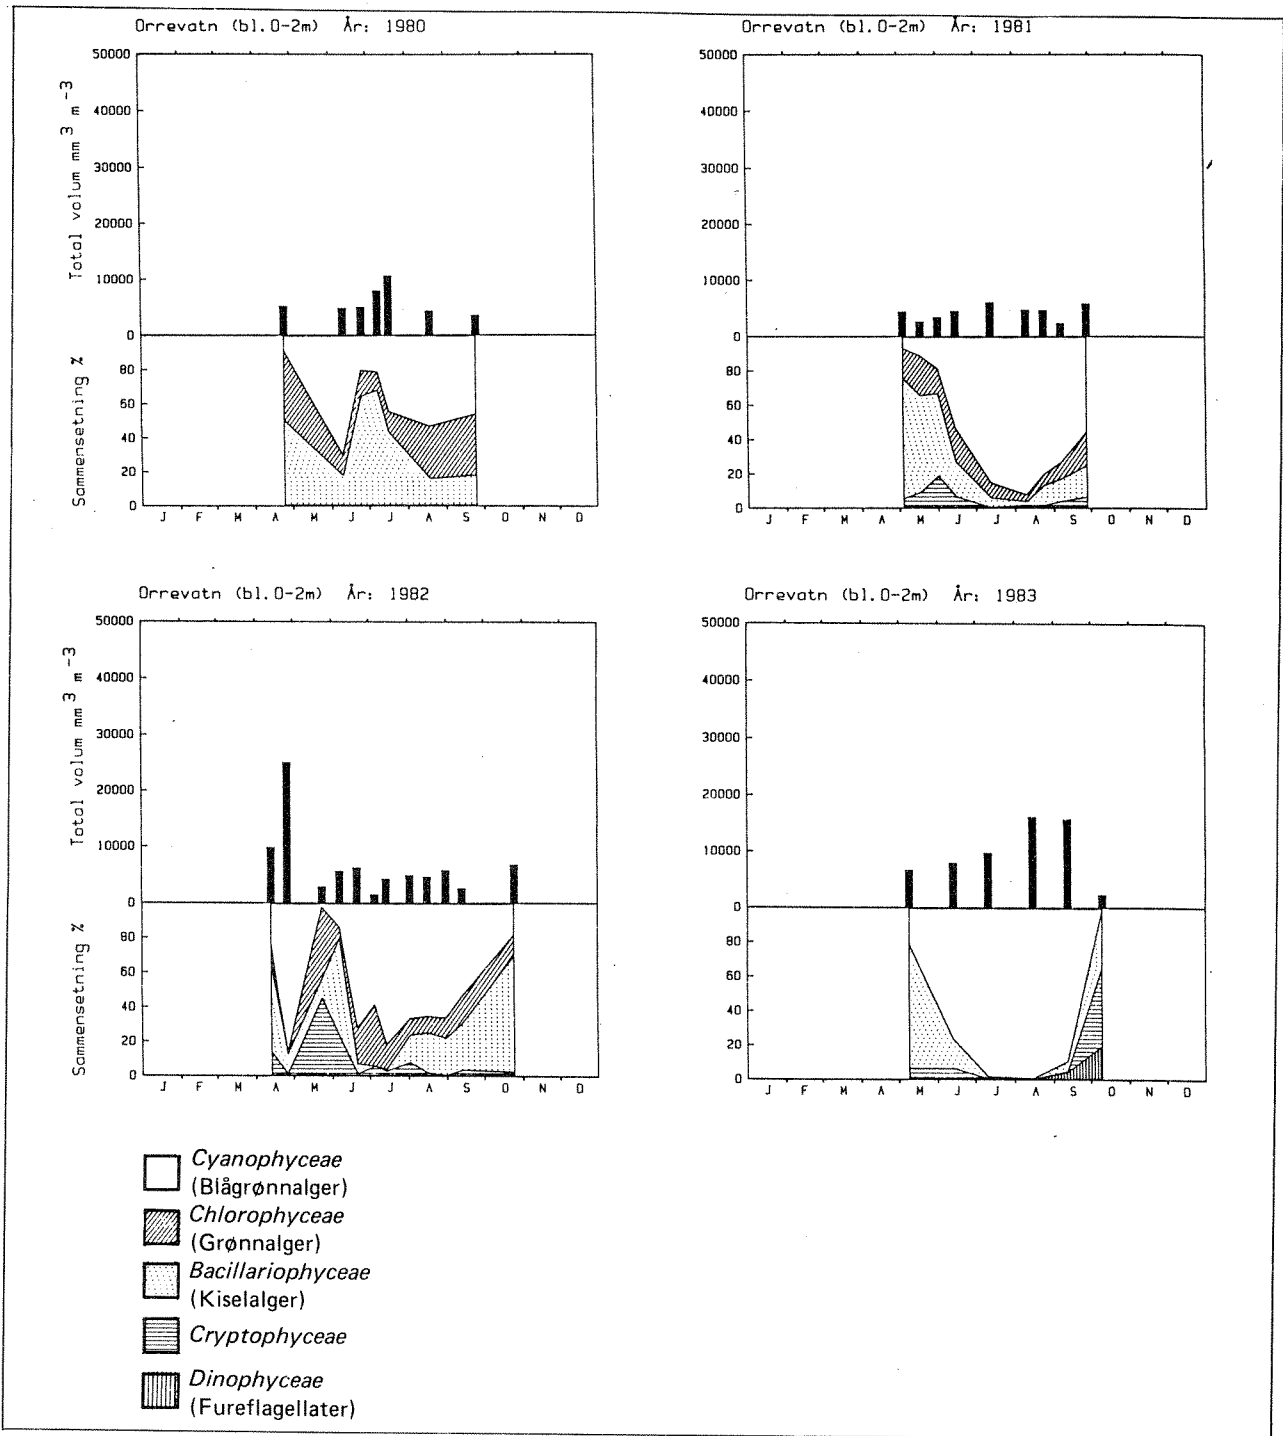 Orrevatn (bl.0-2m) År: 1980
Total volum mm3 m-3
50000
40000
30000
20000
10000
0
Sammensetning %
80
60
40
20
0
J F M A M J J A S O N D
Orrevatn (bl.0-2m) År: 1981
50000
40000
30000
20000
10000
0
80
60
40
20
0
J F M A M J J A S O N D
Orrevatn (bl.0-2m) År: 1982
Total volum mm3 m-3
50000
40000
30000
20000
10000
0
Sammensetning %
80
60
40
20
0
J F M A M J J A S O N D
Orrevatn (bl.0-2m) År: 1983
50000
40000
30000
20000
10000
0
80
60
40
20
0
J F M A M J J A S O N D
Cyanophyceae
(Blågrønnalger)
Chlorophyceae
(Grønnalger)
Bacillariophyceae
(Kiselalger)
Cryptophyceae
Dinophyceae
(Fureflagellater)